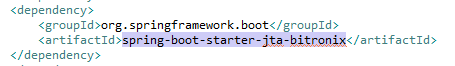 <dependency>
<groupId>org.springframework.boot</groupId>
<artifactId>spring-boot-starter-jta-bitronix</artifactId>
</dependency>